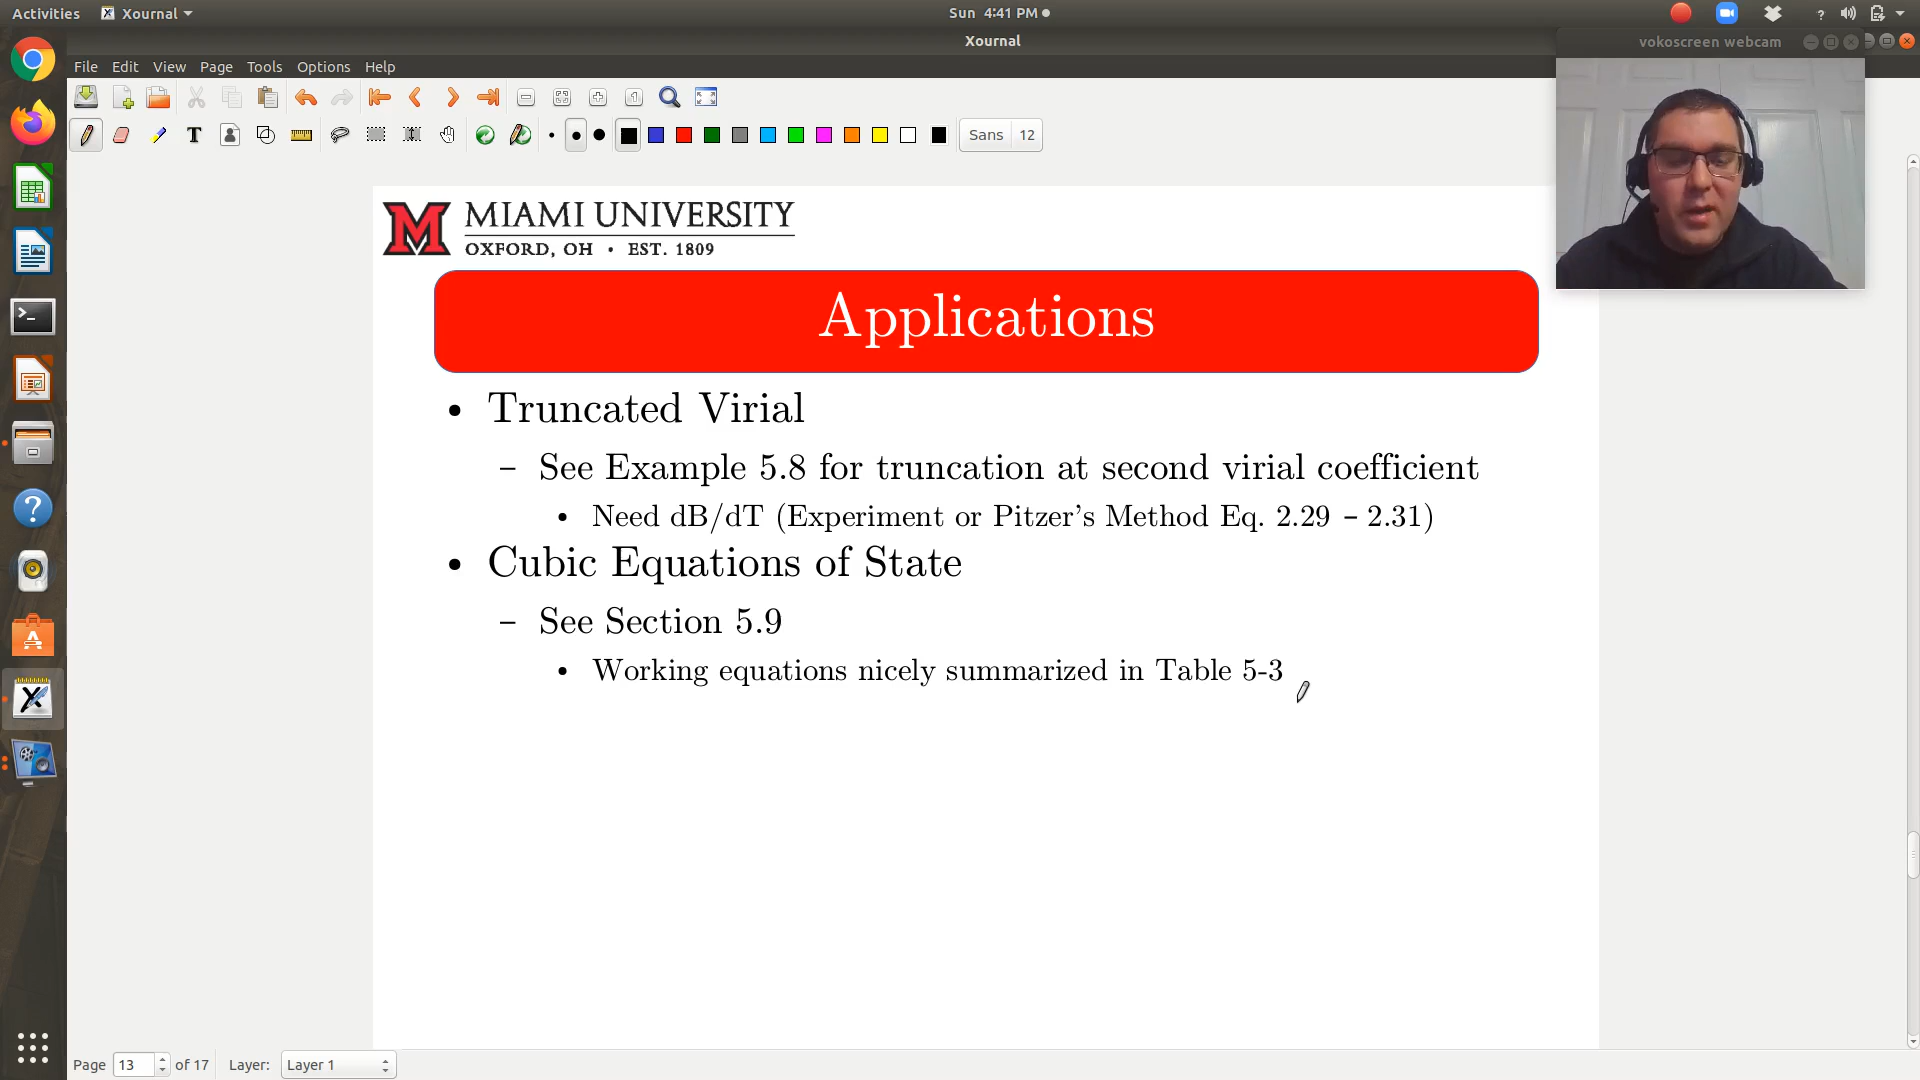 Activities Xournal Sun 4:41 PM
Xournal
vokoscreen webcam
File Edit View Page Tools Options Help
Sans 12
MIAMI UNIVERSITY
OXFORD, OH • EST. 1809
Applications
• Truncated Virial
– See Example 5.8 for truncation at second virial coefficient
• Need dB/dT (Experiment or Pitzer's Method Eq. 2.29 – 2.31)
• Cubic Equations of State
– See Section 5.9
• Working equations nicely summarized in Table 5-3
Page 13 of 17 Layer: Layer 1